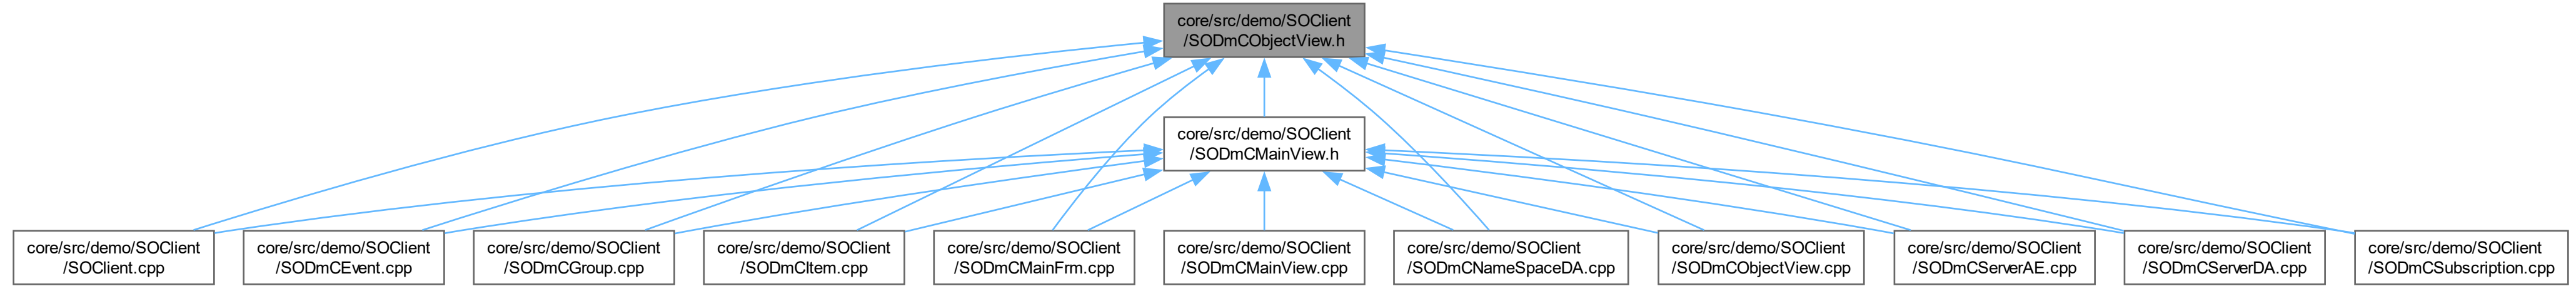 core/src/demo/SOClient
/SODmCObjectView.h
core/src/demo/SOClient
/SODmCMainView.h
core/src/demo/SOClient
/SOClient.cpp
core/src/demo/SOClient
/SODmCEvent.cpp
core/src/demo/SOClient
/SODmCGroup.cpp
core/src/demo/SOClient
/SODmCItem.cpp
core/src/demo/SOClient
/SODmCMainFrm.cpp
core/src/demo/SOClient
/SODmCMainView.cpp
core/src/demo/SOClient
/SODmCNameSpaceDA.cpp
core/src/demo/SOClient
/SODmCObjectView.cpp
core/src/demo/SOClient
/SODmCServerAE.cpp
core/src/demo/SOClient
/SODmCServerDA.cpp
core/src/demo/SOClient
/SODmCSubscription.cpp